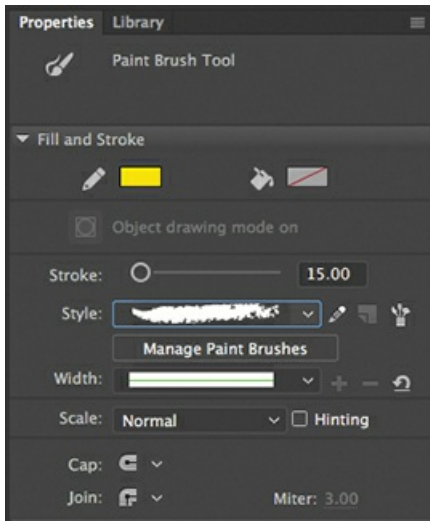 Properties Library
Paint Brush Tool
Fill and Stroke
Object drawing mode on
Stroke: 15.00
Style:
Manage Paint Brushes
Width:
Scale: Normal Hinting
Cap:
Join: Miter: 3.00